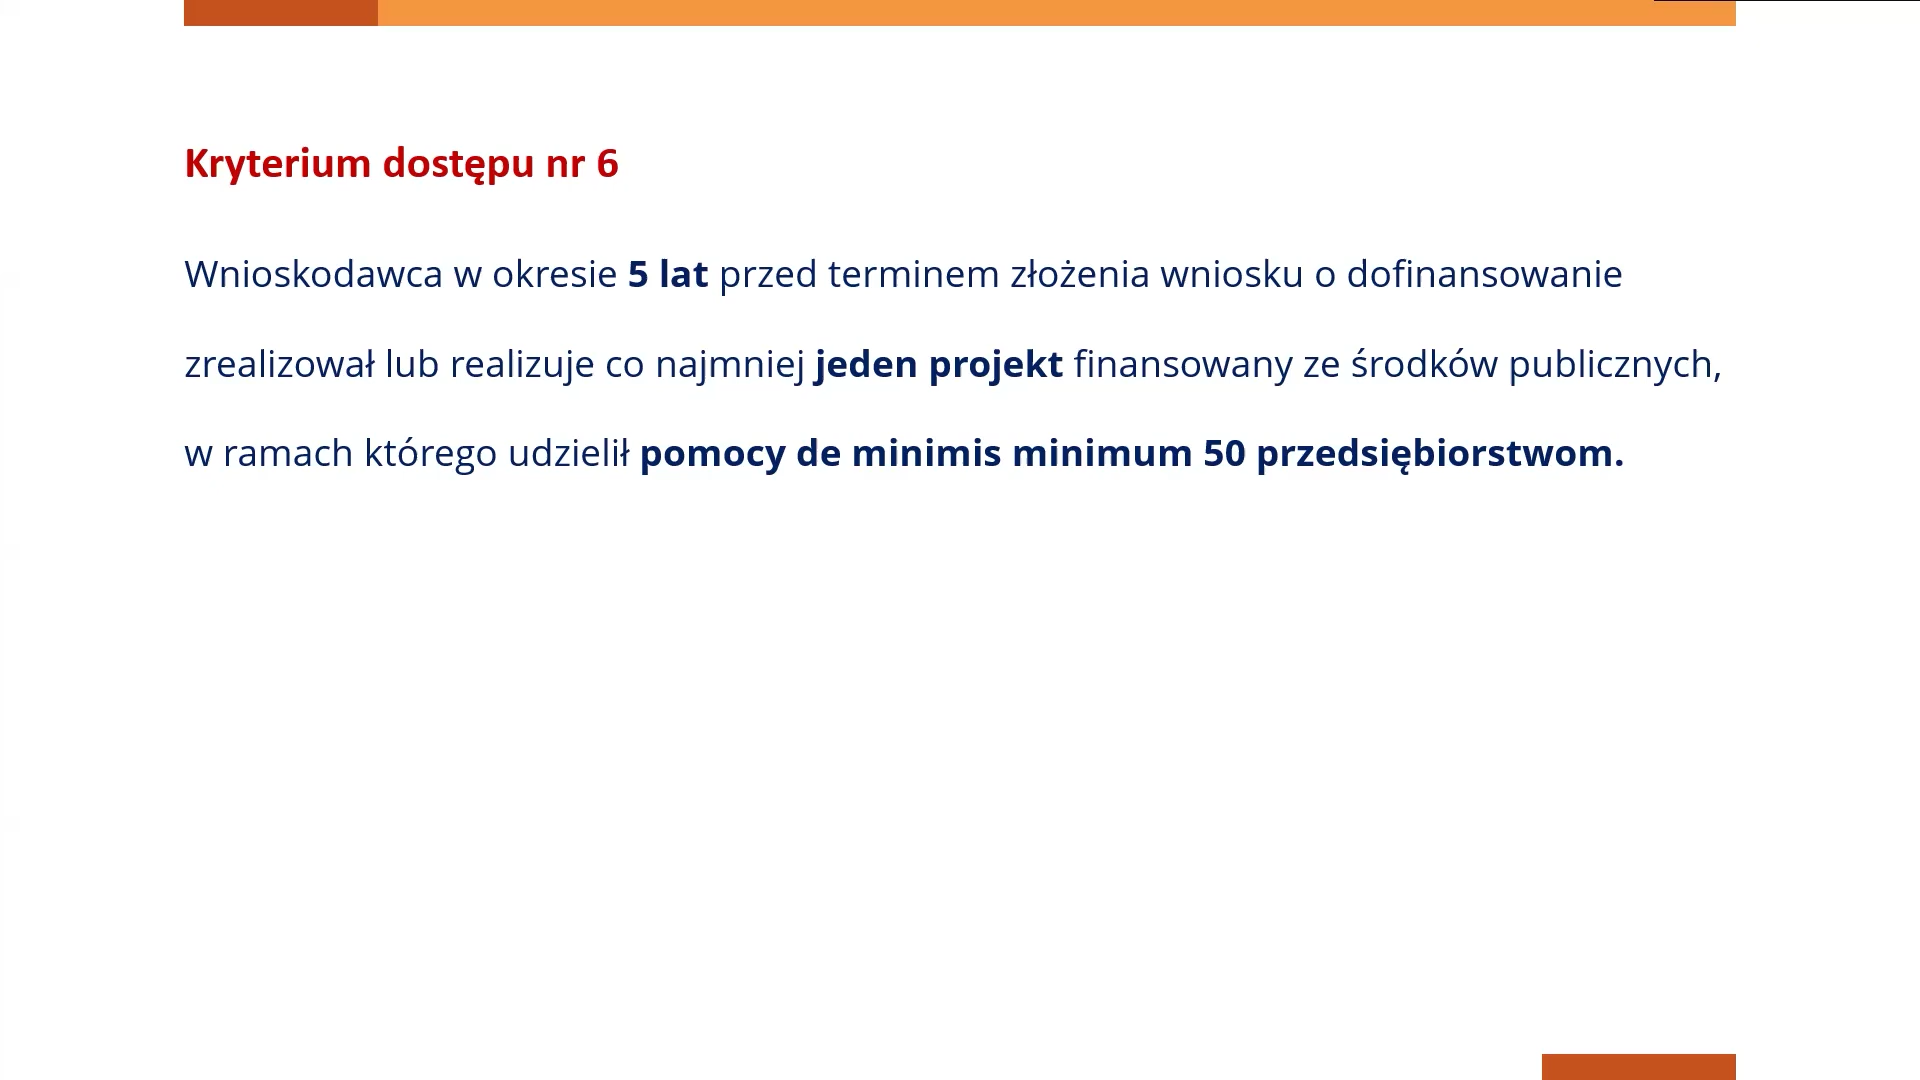 Kryterium dostępu nr 6
Wnioskodawca w okresie 5 lat przed terminem złożenia wniosku o dofinansowanie
zrealizował lub realizuje co najmniej jeden projekt finansowany ze środków publicznych,
w ramach którego udzielił pomocy de minimis minimum 50 przedsiębiorstwom.